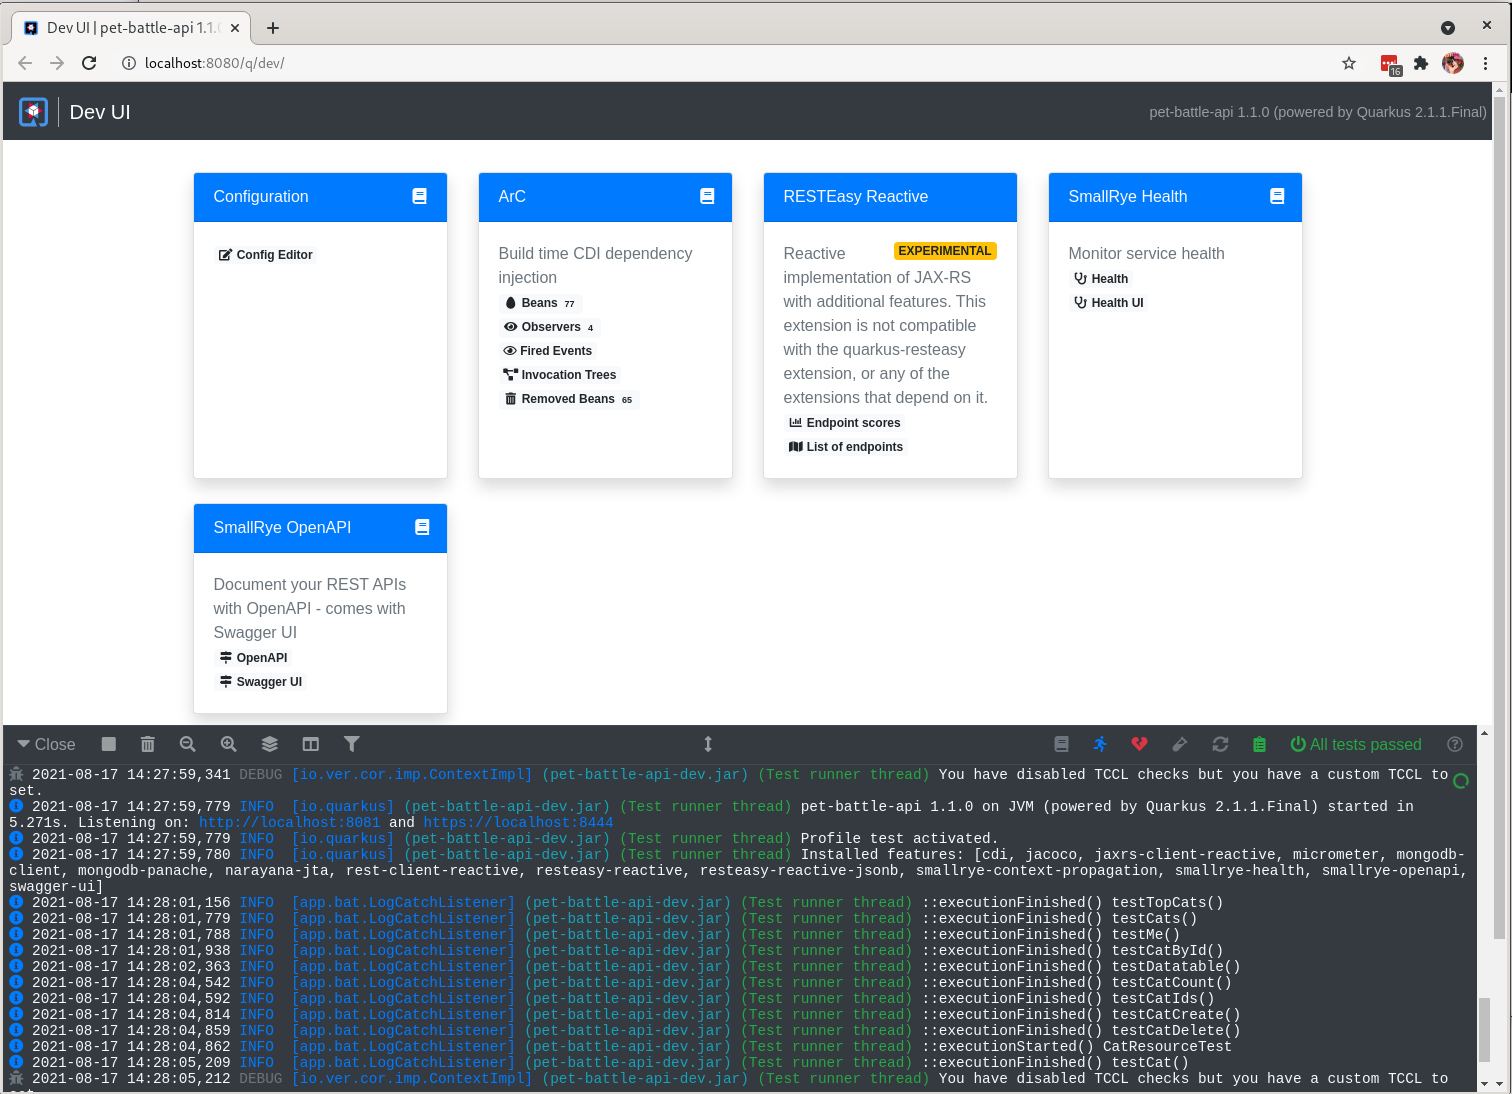 Dev UI | pet-battle-api 1.1.0
localhost:8080/q/dev/
16
Dev UI
pet-battle-api 1.1.0 (powered by Quarkus 2.1.1.Final)
Configuration
Config Editor
ArC
Build time CDI dependency
injection
Beans 77
Observers 4
Fired Events
Invocation Trees
Removed Beans 65
RESTEasy Reactive
EXPERIMENTAL
Reactive
implementation of JAX-RS
with additional features. This
extension is not compatible
with the quarkus-resteasy
extension, or any of the
extensions that depend on it.
Endpoint scores
List of endpoints
SmallRye Health
Monitor service health
Health
Health UI
SmallRye OpenAPI
Document your REST APIs
with OpenAPI - comes with
Swagger UI
OpenAPI
Swagger UI
Close
All tests passed
2021-08-17 14:27:59,341 DEBUG [io.ver.cor.imp.ContextImpl] (pet-battle-api-dev.jar) (Test runner thread) You have disabled TCCL checks but you have a custom TCCL to
set.
2021-08-17 14:27:59,779 INFO [io.quarkus] (pet-battle-api-dev.jar) (Test runner thread) pet-battle-api 1.1.0 on JVM (powered by Quarkus 2.1.1.Final) started in
5.271s. Listening on: http://localhost:8081 and https://localhost:8444
2021-08-17 14:27:59,779 INFO [io.quarkus] (pet-battle-api-dev.jar) (Test runner thread) Profile test activated.
2021-08-17 14:27:59,780 INFO [io.quarkus] (pet-battle-api-dev.jar) (Test runner thread) Installed features: [cdi, jacoco, jaxrs-client-reactive, micrometer, mongodb-
client, mongodb-panache, narayana-jta, rest-client-reactive, resteasy-reactive, resteasy-reactive-jsonb, smallrye-context-propagation, smallrye-health, smallrye-openapi,
swagger-ui]
2021-08-17 14:28:01,156 INFO [app.bat.LogCatchListener] (pet-battle-api-dev.jar) (Test runner thread) ::executionFinished() testTopCats()
2021-08-17 14:28:01,779 INFO [app.bat.LogCatchListener] (pet-battle-api-dev.jar) (Test runner thread) ::executionFinished() testCats()
2021-08-17 14:28:01,788 INFO [app.bat.LogCatchListener] (pet-battle-api-dev.jar) (Test runner thread) ::executionFinished() testMe()
2021-08-17 14:28:01,938 INFO [app.bat.LogCatchListener] (pet-battle-api-dev.jar) (Test runner thread) ::executionFinished() testCatById()
2021-08-17 14:28:02,363 INFO [app.bat.LogCatchListener] (pet-battle-api-dev.jar) (Test runner thread) ::executionFinished() testDatatable()
2021-08-17 14:28:04,542 INFO [app.bat.LogCatchListener] (pet-battle-api-dev.jar) (Test runner thread) ::executionFinished() testCatCount()
2021-08-17 14:28:04,592 INFO [app.bat.LogCatchListener] (pet-battle-api-dev.jar) (Test runner thread) ::executionFinished() testCatIds()
2021-08-17 14:28:04,814 INFO [app.bat.LogCatchListener] (pet-battle-api-dev.jar) (Test runner thread) ::executionFinished() testCatCreate()
2021-08-17 14:28:04,859 INFO [app.bat.LogCatchListener] (pet-battle-api-dev.jar) (Test runner thread) ::executionFinished() testCatDelete()
2021-08-17 14:28:04,862 INFO [app.bat.LogCatchListener] (pet-battle-api-dev.jar) (Test runner thread) ::executionStarted() CatResourceTest
2021-08-17 14:28:05,209 INFO [app.bat.LogCatchListener] (pet-battle-api-dev.jar) (Test runner thread) ::executionFinished() testCat()
2021-08-17 14:28:05,212 DEBUG [io.ver.cor.imp.ContextImpl] (pet-battle-api-dev.jar) (Test runner thread) You have disabled TCCL checks but you have a custom TCCL to